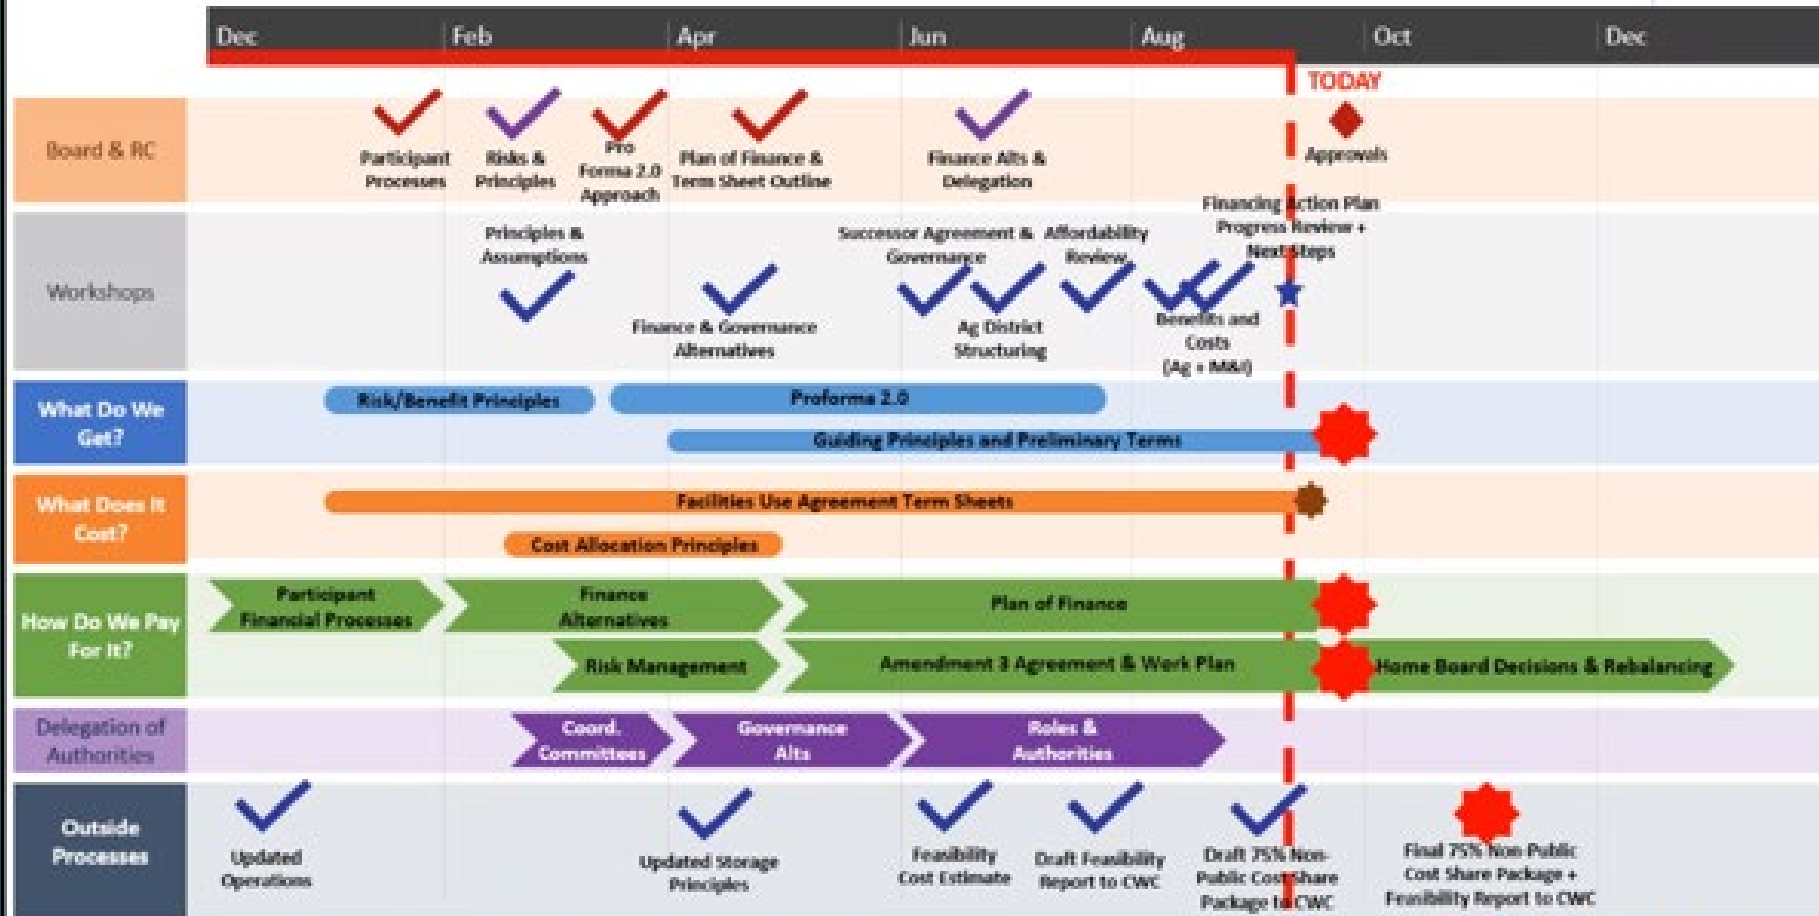 Dec Feb Apr Jun Aug Oct Dec
TODAY
Board & RC
Participant
Processes
Risks &
Principles
Pro
Forma 2.0
Approach
Plan of Finance &
Term Sheet Outline
Finance Alts &
Delegation
Approvals
Workshops
Principles &
Assumptions
Finance & Governance
Alternatives
Successor Agreement &
Governance
Ag District
Structuring
Affordability
Review
Benefits and
Costs
(Ag + M&I)
Financing Action Plan
Progress Review +
Next Steps
What Do We
Get?
Risk/Benefit Principles
Proforma 2.0
Guiding Principles and Preliminary Terms
What Does It
Cost?
Facilities Use Agreement Term Sheets
Cost Allocation Principles
How Do We Pay
For It?
Participant
Financial Processes
Finance
Alternatives
Plan of Finance
Risk Management
Amendment 3 Agreement & Work Plan
Home Board Decisions & Rebalancing
Delegation of
Authorities
Coord.
Committees
Governance
Alts
Roles &
Authorities
Outside
Processes
Updated
Operations
Updated Storage
Principles
Feasibility
Cost Estimate
Draft Feasibility
Report to CWC
Draft 75% Non-
Public Cost Share
Package to CWC
Final 75% Non-Public
Cost Share Package +
Feasibility Report to CWC